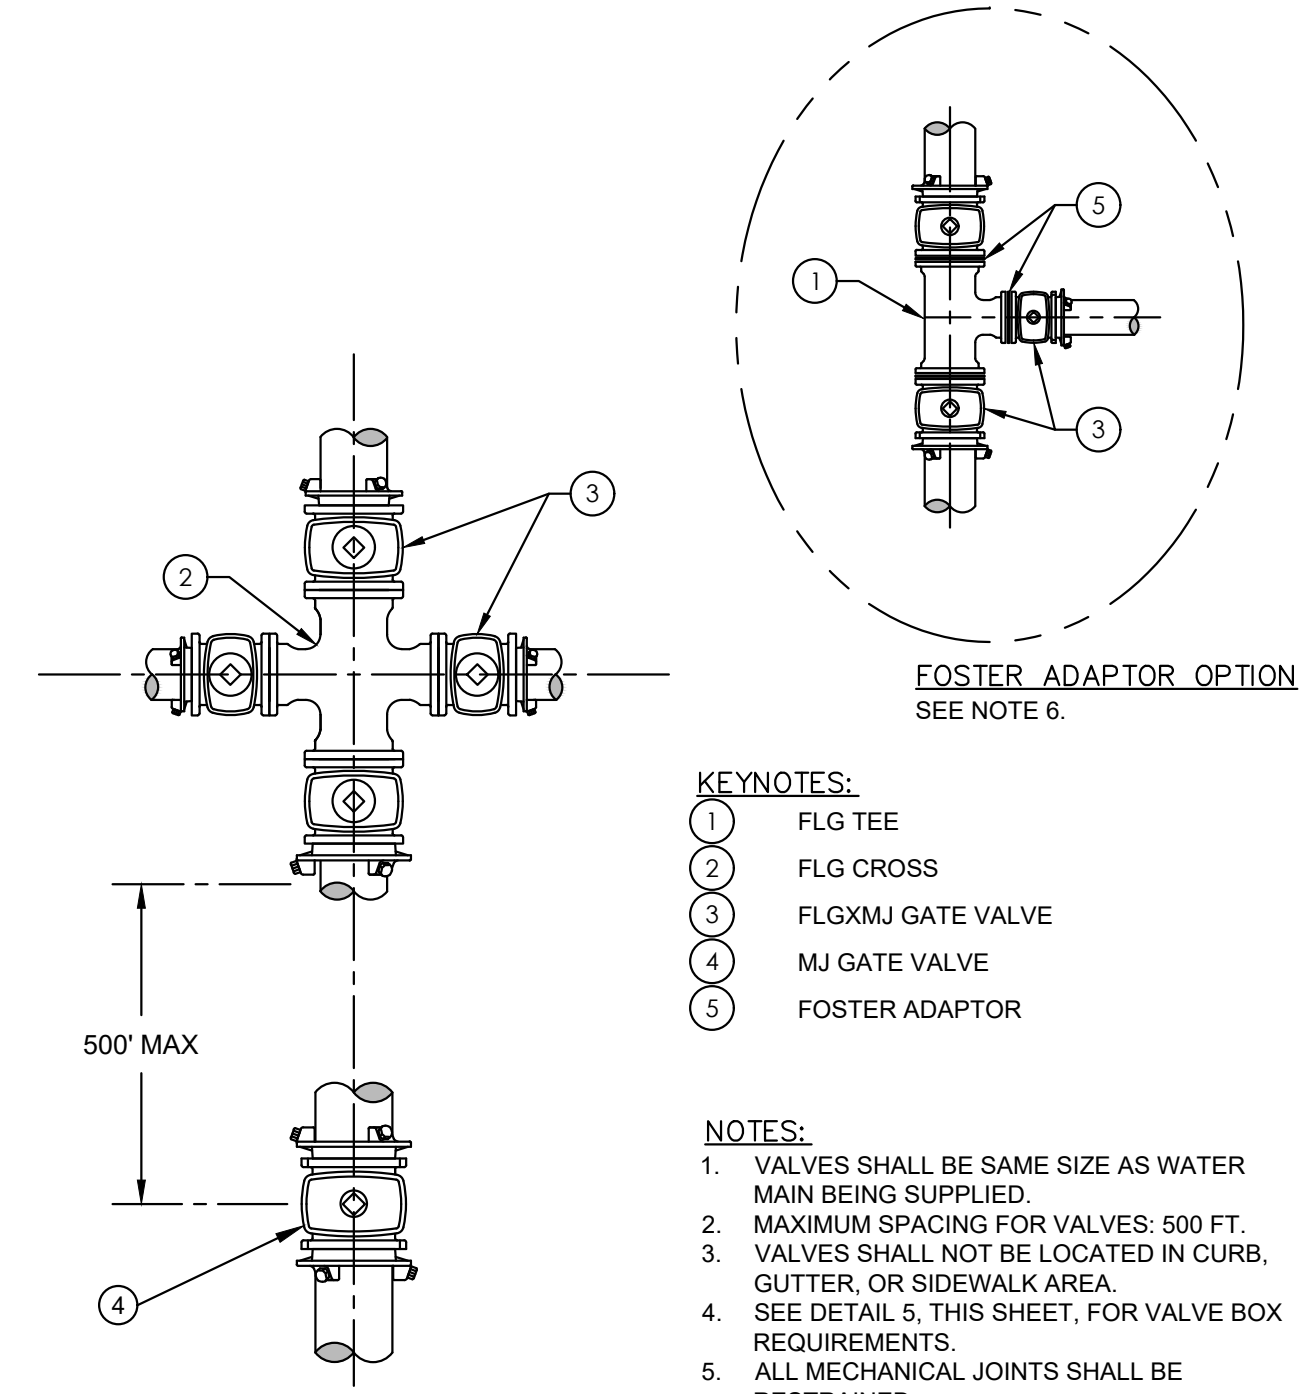 5
1
3
3
2
FOSTER ADAPTOR OPTION
SEE NOTE 6.
KEYNOTES:
1 FLG TEE
2 FLG CROSS
3 FLGXMJ GATE VALVE
4 MJ GATE VALVE
5 FOSTER ADAPTOR
500' MAX
4
NOTES:
1. VALVES SHALL BE SAME SIZE AS WATER
MAIN BEING SUPPLIED.
2. MAXIMUM SPACING FOR VALVES: 500 FT.
3. VALVES SHALL NOT BE LOCATED IN CURB,
GUTTER, OR SIDEWALK AREA.
4. SEE DETAIL 5, THIS SHEET, FOR VALVE BOX
REQUIREMENTS.
5. ALL MECHANICAL JOINTS SHALL BE